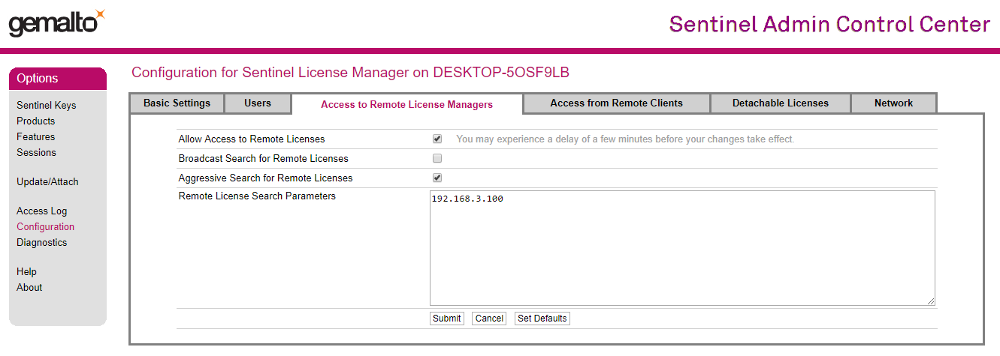 gemalto
Sentinel Admin Control Center
Options
Sentinel Keys
Products
Features
Sessions
Update/Attach
Access Log
Configuration
Diagnostics
Help
About
Configuration for Sentinel License Manager on DESKTOP-5OSF9LB
Basic Settings Users Access to Remote License Managers Access from Remote Clients Detachable Licenses Network
Allow Access to Remote Licenses You may experience a delay of a few minutes before your changes take effect.
Broadcast Search for Remote Licenses
Aggressive Search for Remote Licenses
Remote License Search Parameters 192.168.3.100
Submit Cancel Set Defaults